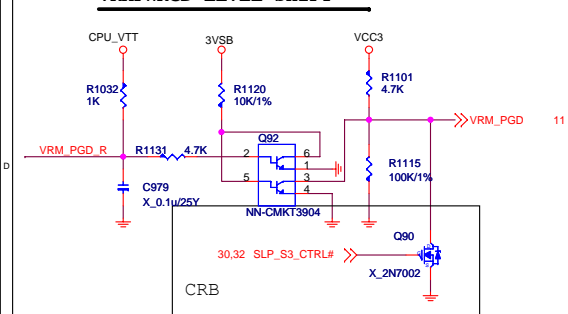 CPU_VTT
3VSB
VCC3
R1032
1K
R1120
10K/1%
R1101
4.7K
Q92
VRM_PGD
11
VRM_PGD_R
R1131
4.7K
2
6
1
5
3
4
R1115
100K/1%
D
C979
X_0.1u/25Y
NN-CMKT3904
Q90
30,32
SLP_S3_CTRL#
X_2N7002
CRB